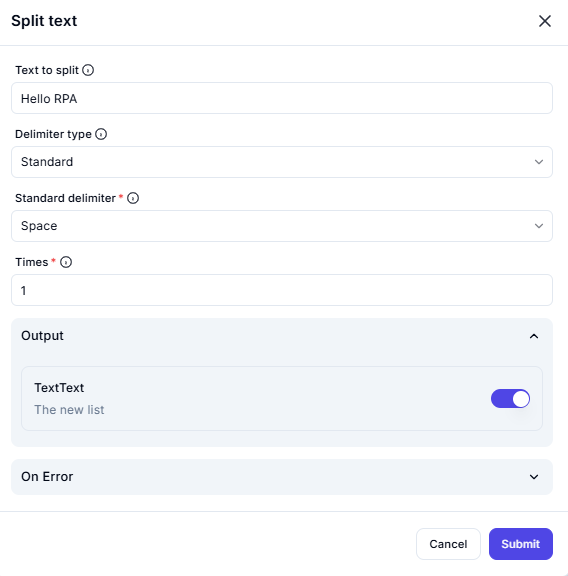 Split text
Text to split
Hello RPA
Delimiter type
Standard
Standard delimiter *
Space
Times *
1
Output
TextText
The new list
On Error
Cancel
Submit